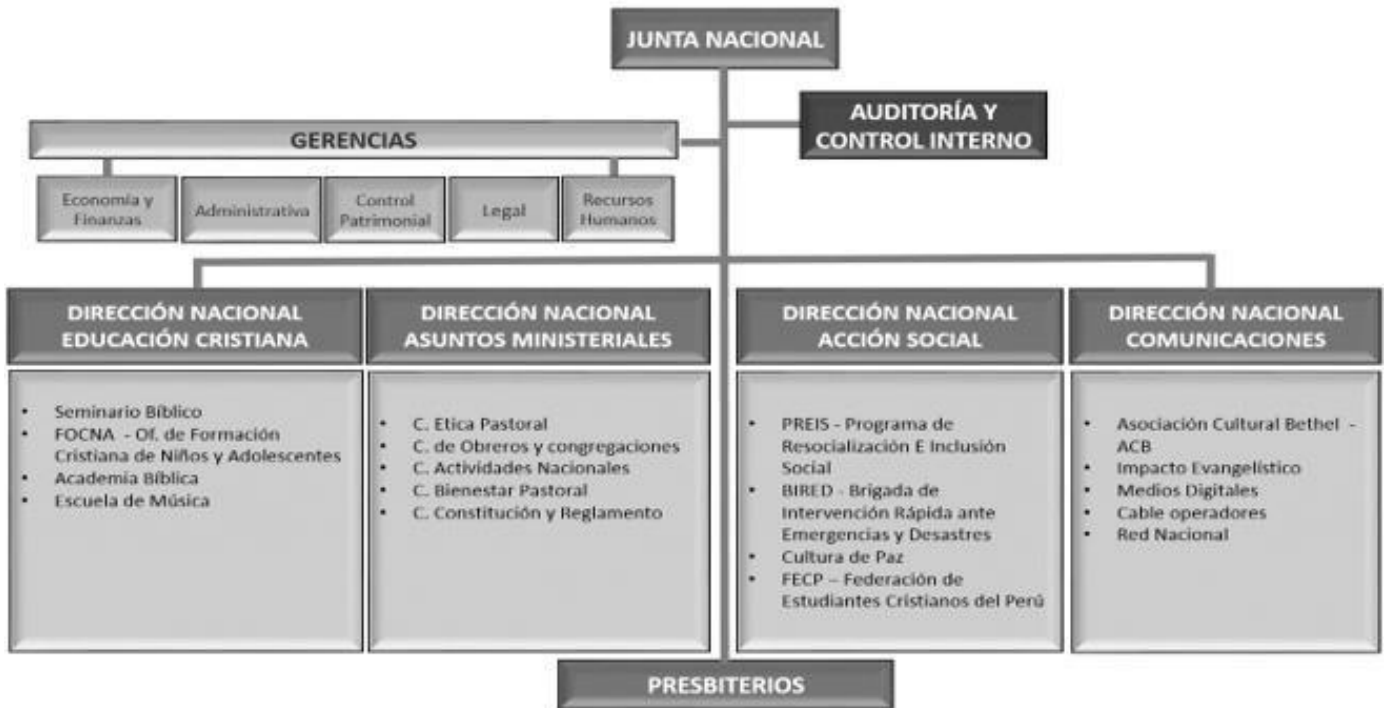 JUNTA NACIONAL
AUDITORÍA Y
CONTROL INTERNO
GERENCIAS
Economía y
Finanzas
Administrativa
Control
Patrimonial
Legal
Recursos
Humanos
DIRECCIÓN NACIONAL
EDUCACIÓN CRISTIANA
• Seminario Bíblico
• FOCNA - Of. de Formación
Cristiana de Niños y Adolescentes
• Academia Bíblica
• Escuela de Música
DIRECCIÓN NACIONAL
ASUNTOS MINISTERIALES
• C. Etica Pastoral
• C. de Obreros y congregaciones
• C. Actividades Nacionales
• C. Bienestar Pastoral
• C. Constitución y Reglamento
DIRECCIÓN NACIONAL
ACCIÓN SOCIAL
• PREIS - Programa de
Resocialización E Inclusión
Social
• BIRED - Brigada de
Intervención Rápida ante
Emergencias y Desastres
• Cultura de Paz
• FECP – Federación de
Estudiantes Cristianos del Perú
DIRECCIÓN NACIONAL
COMUNICACIONES
• Asociación Cultural Bethel -
ACB
• Impacto Evangelístico
• Medios Digitales
• Cable operadores
• Red Nacional
PRESBITERIOS